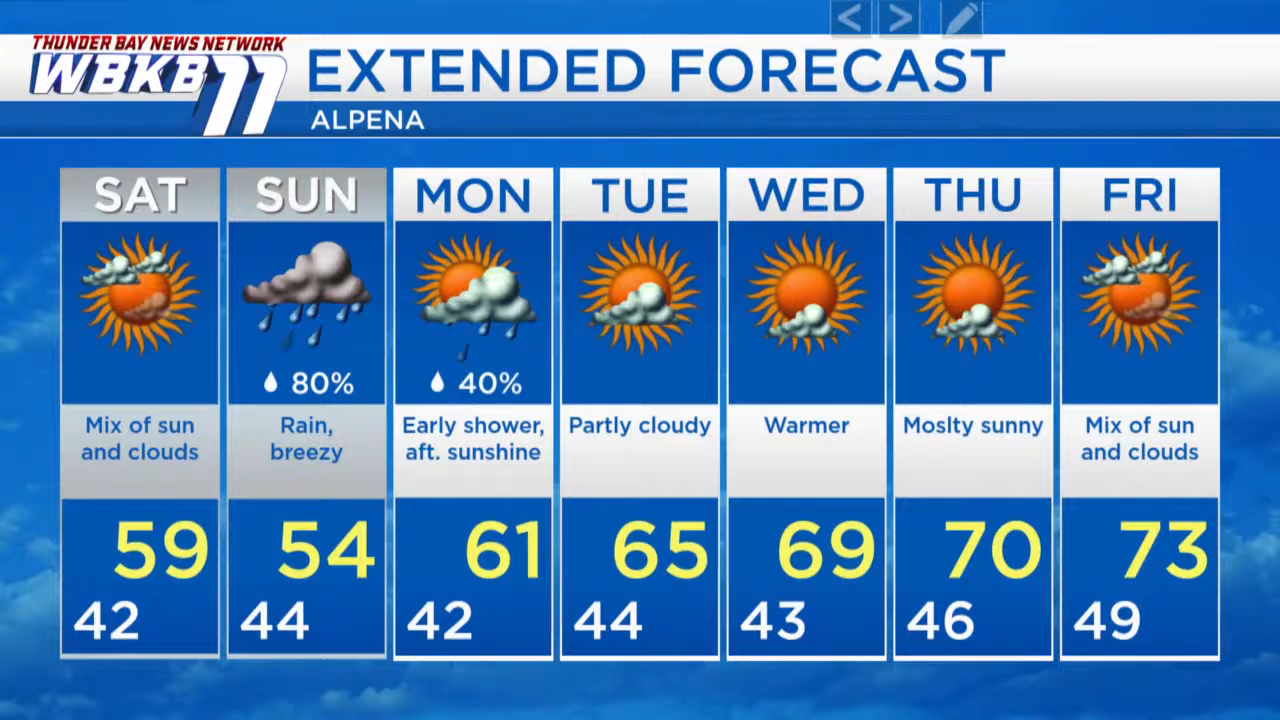 THUNDER BAY NEWS NETWORK
WBKB 11
EXTENDED FORECAST
ALPENA
SAT
SUN
MON
TUE
WED
THU
FRI
80%
40%
Mix of sun
and clouds
Rain,
breezy
Early shower,
aft. sunshine
Partly cloudy
Warmer
Moslty sunny
Mix of sun
and clouds
59
54
61
65
69
70
73
42
44
42
44
43
46
49